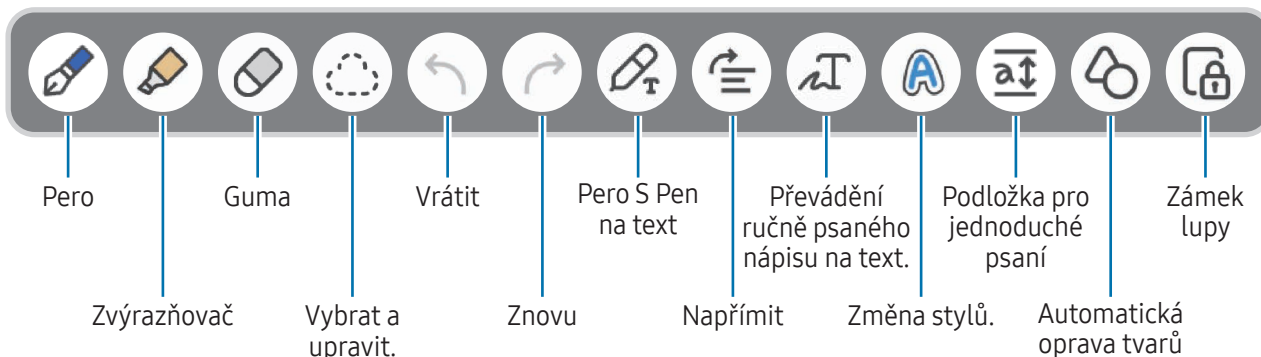 Pero
Guma
Vrátit
Pero S Pen
na text
Převádění
ručně psaného
nápisu na text.
Podložka pro
jednoduché
psaní
Zámek
lupy
Zvýrazňovač
Vybrat a
upravit.
Znovu
Napřímit
Změna stylů.
Automatická
oprava tvarů